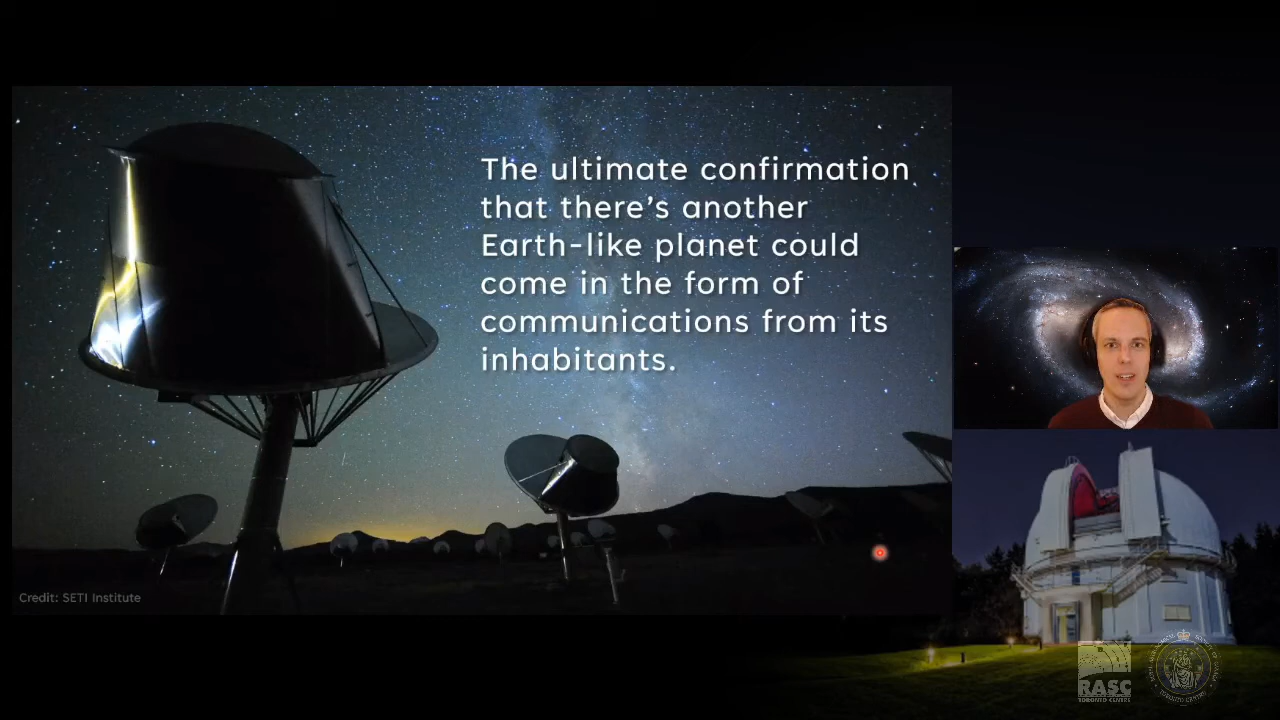 The ultimate confirmation
that there's another
Earth-like planet could
come in the form of
communications from its
inhabitants.
Credit: SETI Institute
RASC
TORONTO CENTRE